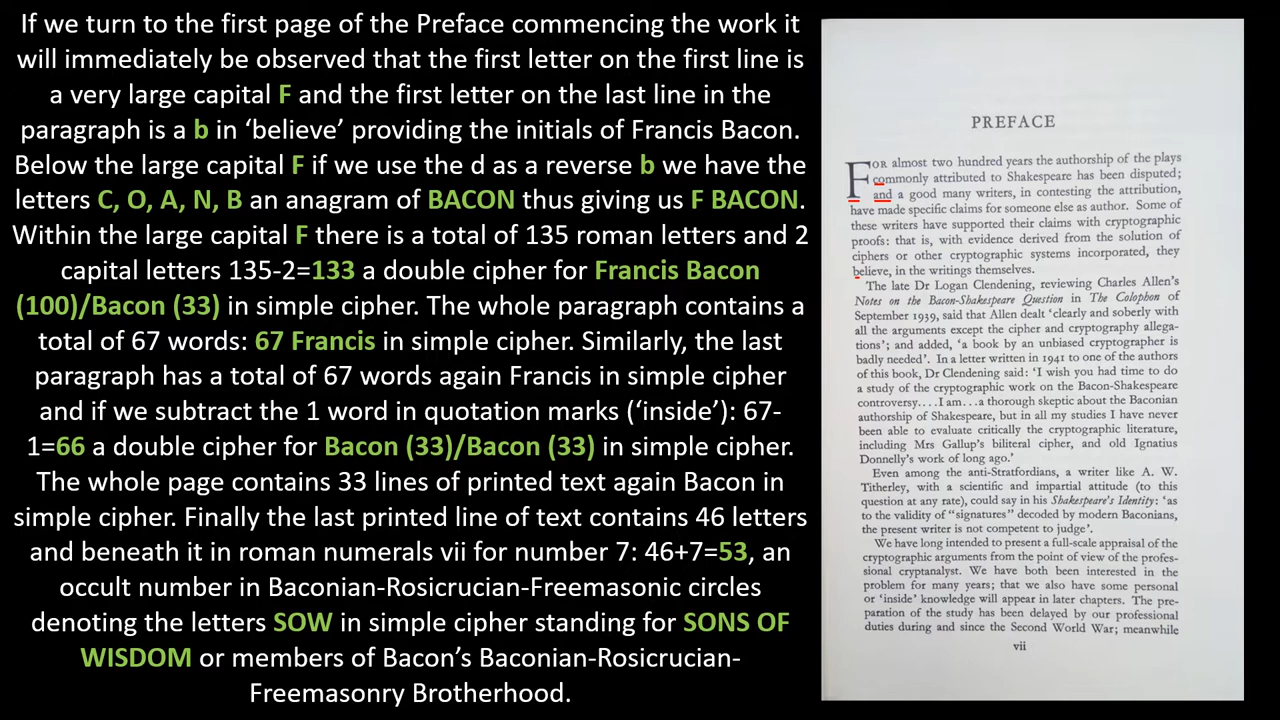 If we turn to the first page of the Preface commencing the work it
will immediately be observed that the first letter on the first line is
a very large capital F and the first letter on the last line in the
paragraph is a b in ‘believe’ providing the initials of Francis Bacon.
Below the large capital F if we use the d as a reverse b we have the
letters C, O, A, N, B an anagram of BACON thus giving us F BACON.
Within the large capital F there is a total of 135 roman letters and 2
capital letters 135-2=133 a double cipher for Francis Bacon
(100)/Bacon (33) in simple cipher. The whole paragraph contains a
total of 67 words: 67 Francis in simple cipher. Similarly, the last
paragraph has a total of 67 words again Francis in simple cipher
and if we subtract the 1 word in quotation marks (‘inside’): 67-
1=66 a double cipher for Bacon (33)/Bacon (33) in simple cipher.
The whole page contains 33 lines of printed text again Bacon in
simple cipher. Finally the last printed line of text contains 46 letters
and beneath it in roman numerals vii for number 7: 46+7=53, an
occult number in Baconian-Rosicrucian-Freemasonic circles
denoting the letters SOW in simple cipher standing for SONS OF
WISDOM or members of Bacon’s Baconian-Rosicrucian-
Freemasonry Brotherhood.
PREFACE
FOR almost two hundred years the authorship of the plays
commonly attributed to Shakespeare has been disputed;
and a good many writers, in contesting the attribution,
have made specific claims for someone else as author. Some of
these writers have supported their claims with cryptographic
proofs: that is, with evidence derived from the solution of
ciphers or other cryptographic systems incorporated, they
believe, in the writings themselves.
The late Dr Logan Clendening, reviewing Charles Allen’s
Notes on the Bacon-Shakespeare Question in The Colophon of
September 1939, said that Allen dealt ‘clearly and soberly with
all the arguments except the cipher and cryptography allega-
tions’; and added, ‘a book by an unbiased cryptographer is
badly needed’. In a letter written in 1941 to one of the authors
of this book, Dr Clendening said: ‘I wish you had time to do
a study of the cryptographic work on the Bacon-Shakespeare
controversy....I am...a thorough skeptic about the Baconian
authorship of Shakespeare, but in all my studies I have never
been able to evaluate critically the cryptographic literature,
including Mrs Gallup’s biliteral cipher, and old Ignatius
Donnelly’s work of long ago.’
Even among the anti-Stratfordians, a writer like A. W.
Titherley, with a scientific and impartial attitude (to this
question at any rate), could say in his Shakespeare’s Identity: ‘as
to the validity of “signatures” decoded by modern Baconians,
the present writer is not competent to judge’.
We have long intended to present a full-scale appraisal of the
cryptographic arguments from the point of view of the profes-
sional cryptanalyst. We have both been interested in the
problem for many years; that we also have some personal
or ‘inside’ knowledge will appear in later chapters. The pre-
paration of the study has been delayed by our professional
duties during and since the Second World War; meanwhile
vii